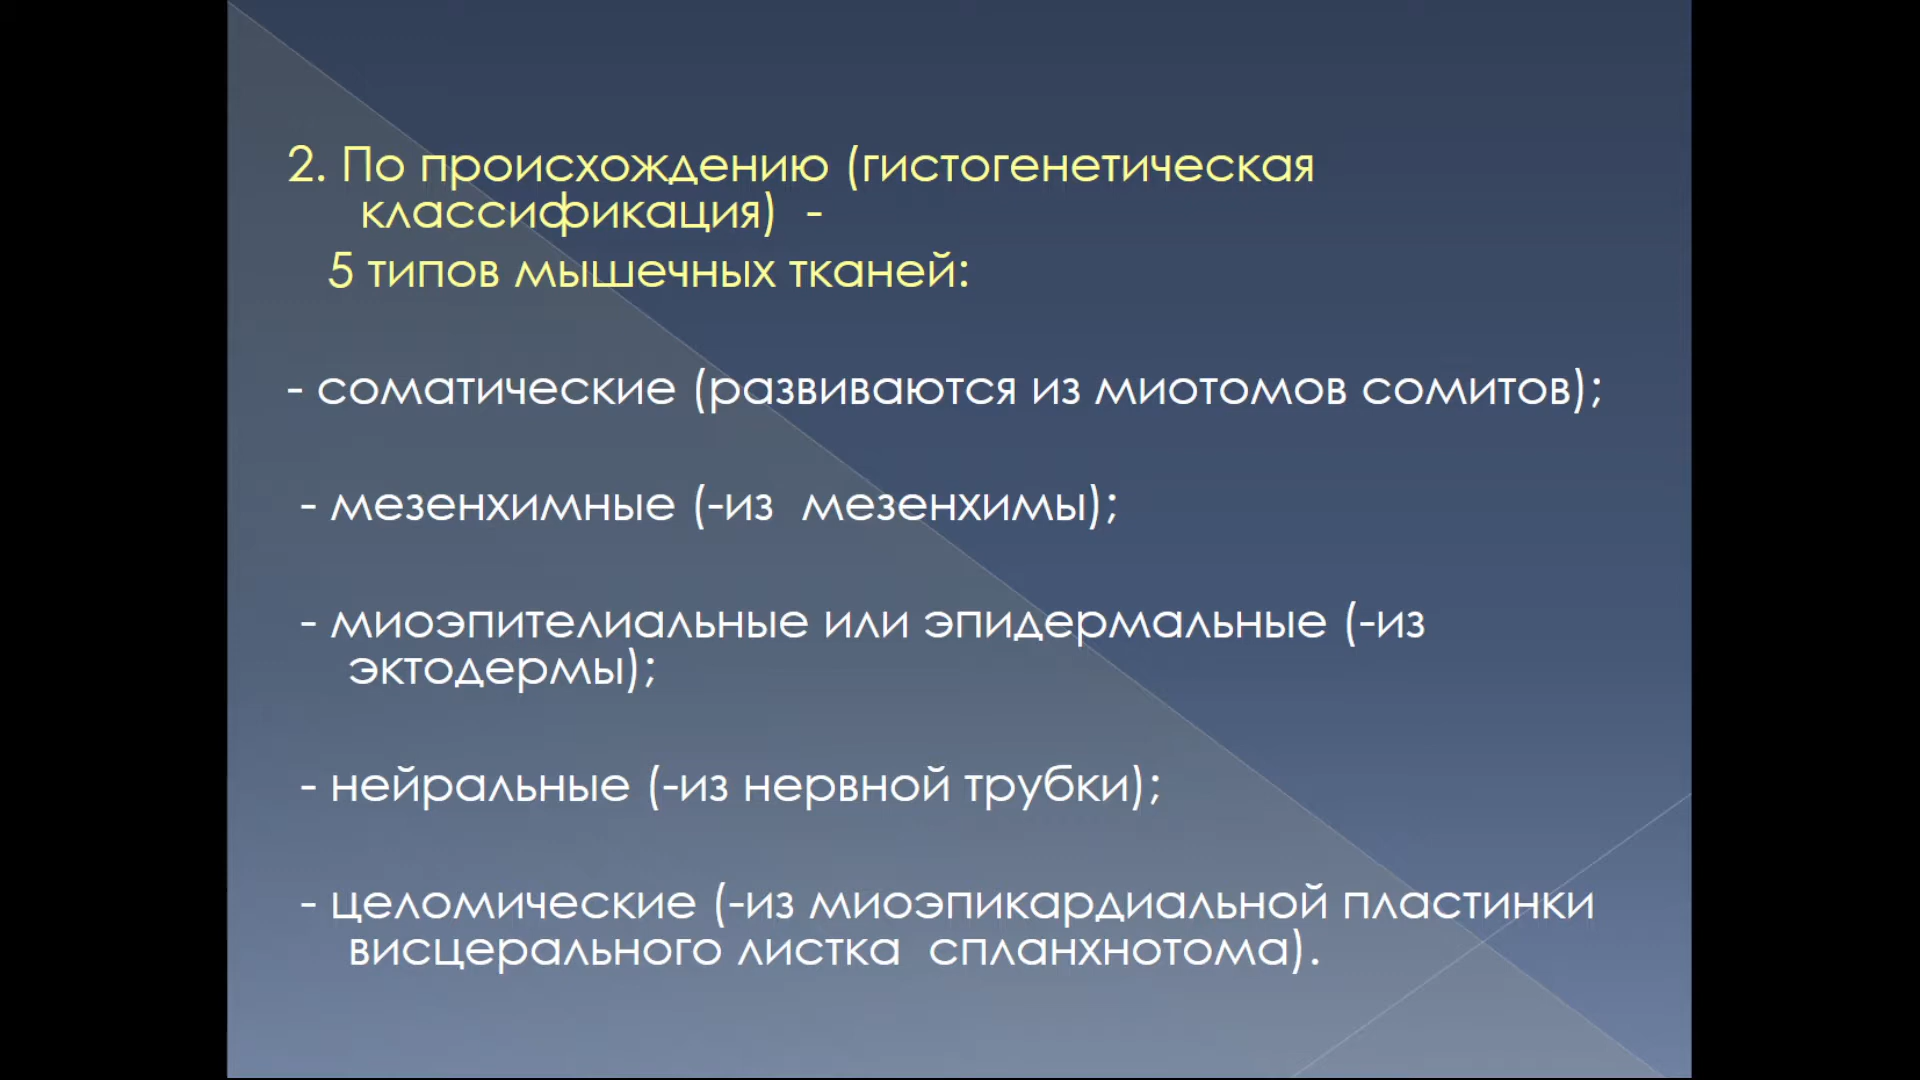 2. По происхождению (гистогенетическая
классификация)  -
5 типов мышечных тканей:
- соматические (развиваются из миотомов сомитов);
- мезенхимные (-из  мезенхимы);
- миоэпителиальные или эпидермальные (-из
эктодермы);
- нейральные (-из нервной трубки);
- целомические (-из миоэпикардиальной пластинки
висцерального листка  спланхнотома).